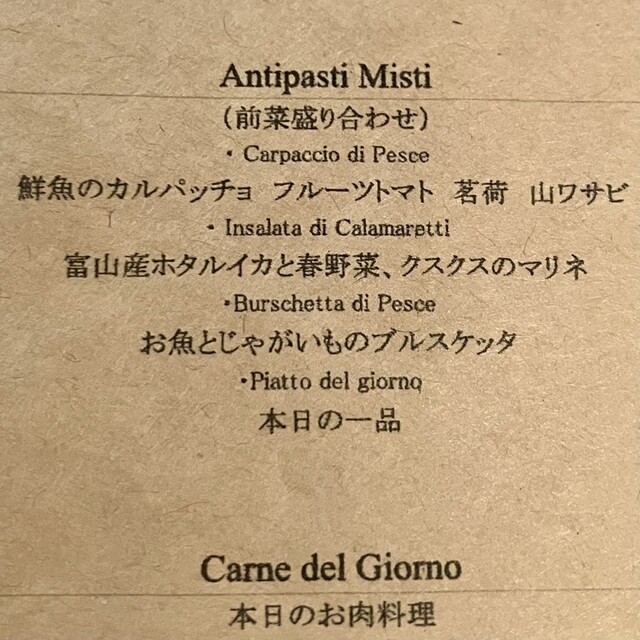 Antipasti Misti
（前菜盛り合わせ）
・Carpaccio di Pesce
鮮魚のカルパッチョ フルーツトマト 茗荷 山ワサビ
・Insalata di Calamaretti
富山産ホタルイカと春野菜、クスクスのマリネ
・Burschetta di Pesce
お魚とじゃがいものブルスケッタ
・Piatto del giorno
本日の一品
Carne del Giorno
本日のお肉料理